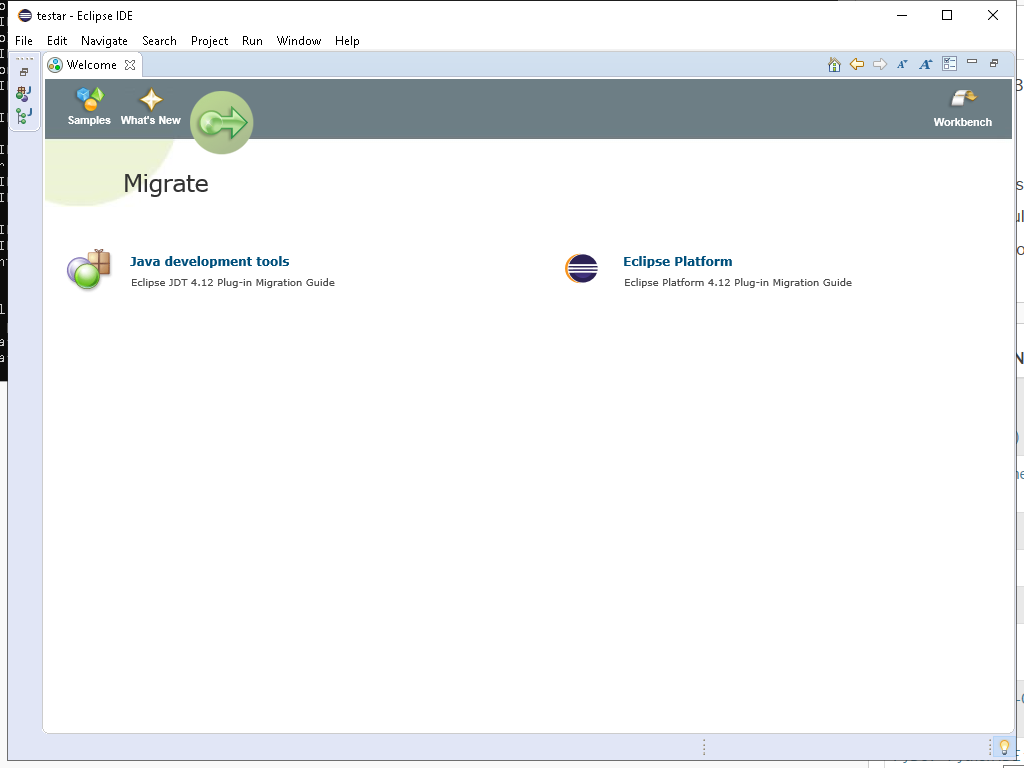 testar - Eclipse IDE
File Edit Navigate Search Project Run Window Help
Welcome
Samples What's New Workbench
Migrate
Java development tools
Eclipse JDT 4.12 Plug-in Migration Guide
Eclipse Platform
Eclipse Platform 4.12 Plug-in Migration Guide